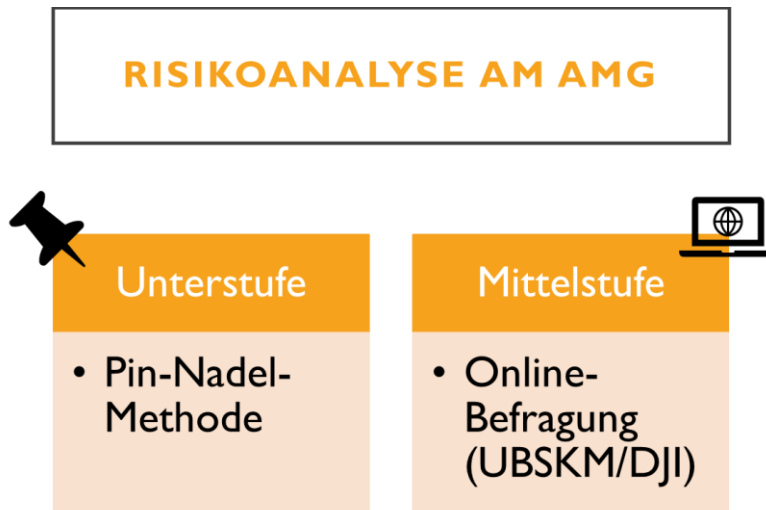 RISIKOANALYSE AM AMG
Unterstufe
• Pin-Nadel-
Methode
Mittelstufe
• Online-
Befragung
(UBSKM/DJI)